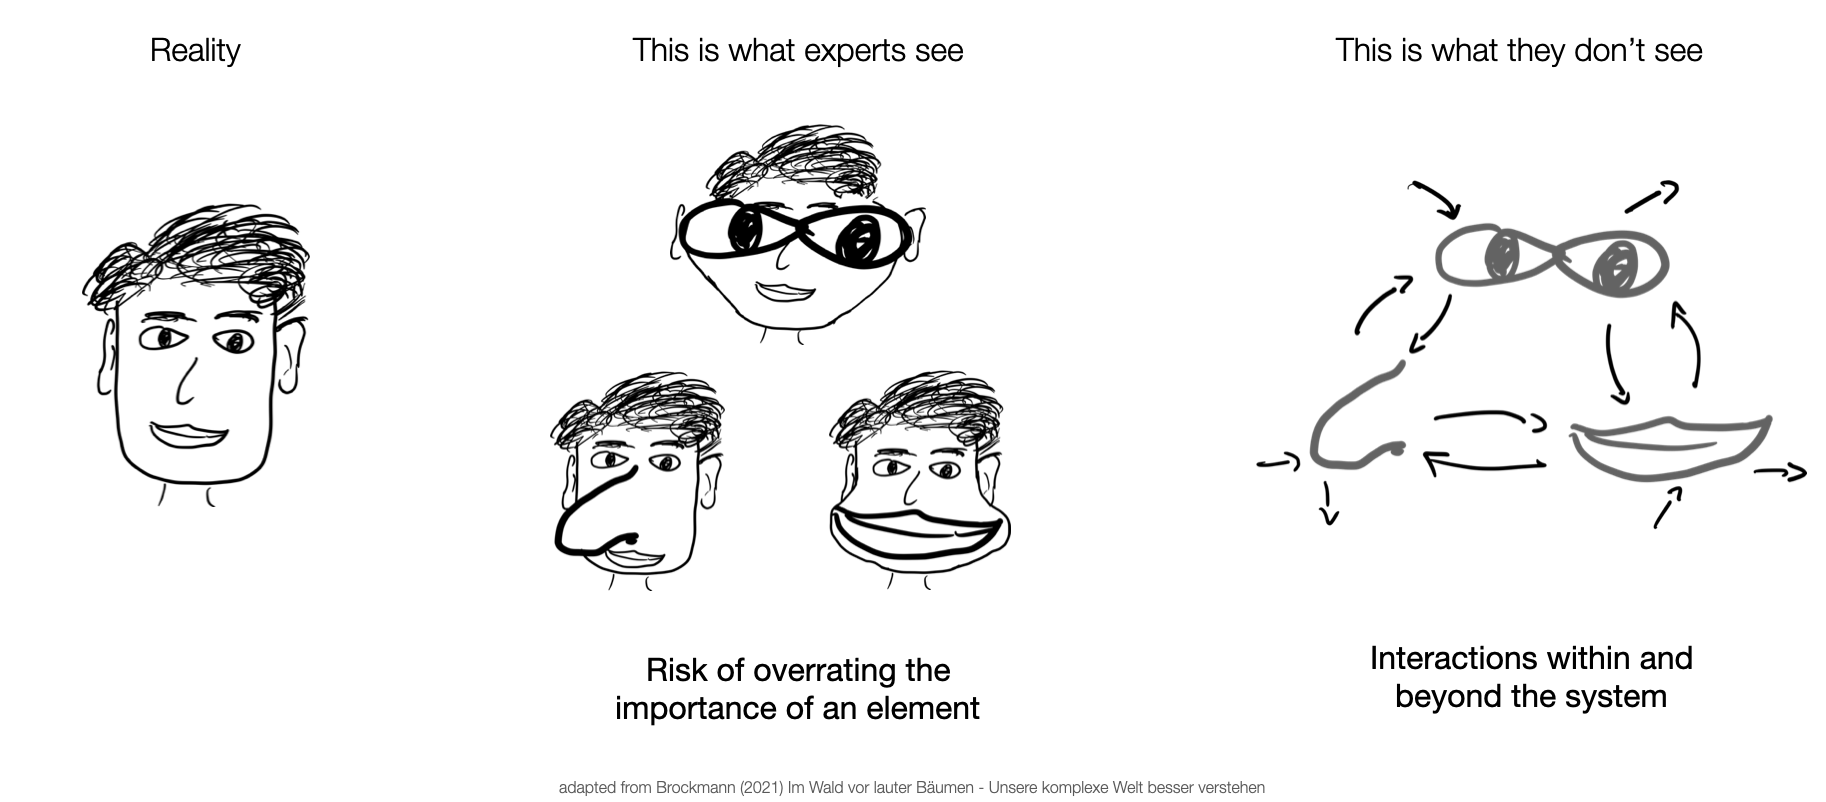 Reality
This is what experts see
This is what they don’t see
Risk of overrating the
importance of an element
Interactions within and
beyond the system
adapted from Brockmann (2021) Im Wald vor lauter Bäumen - Unsere komplexe Welt besser verstehen